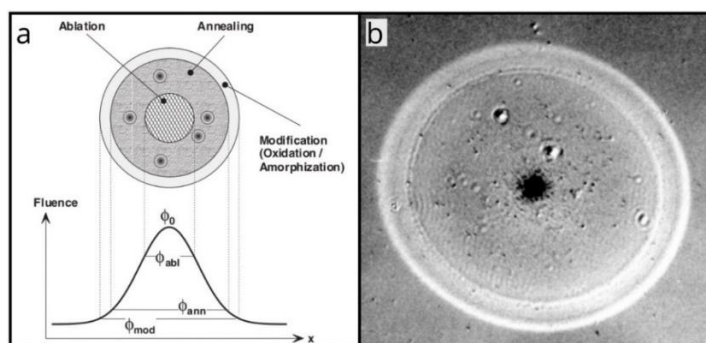 a
Ablation
Annealing
Modification
(Oxidation /
Amorphization)
Fluence
ϕ0
ϕabl
ϕann
ϕmod
x
b